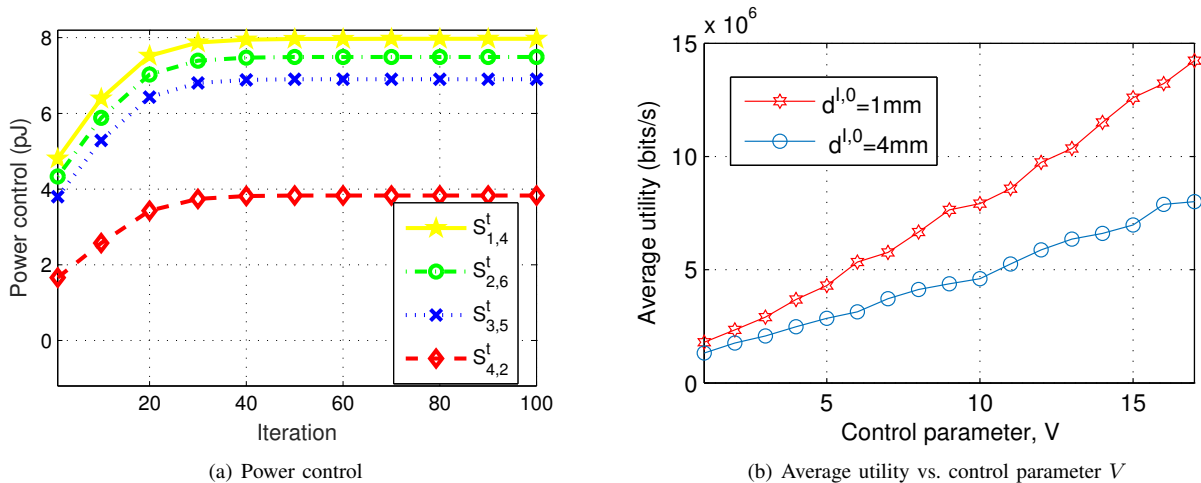 8
6
4
2
0
20
40
60
80
100
Power control (pJ)
Iteration
S^t_{1,4}
S^t_{2,6}
S^t_{3,5}
S^t_{4,2}
(a) Power control
x 10^6
15
10
5
0
5
10
15
Average utility (bits/s)
Control parameter, V
d^{l,0}=1mm
d^{l,0}=4mm
(b) Average utility vs. control parameter V